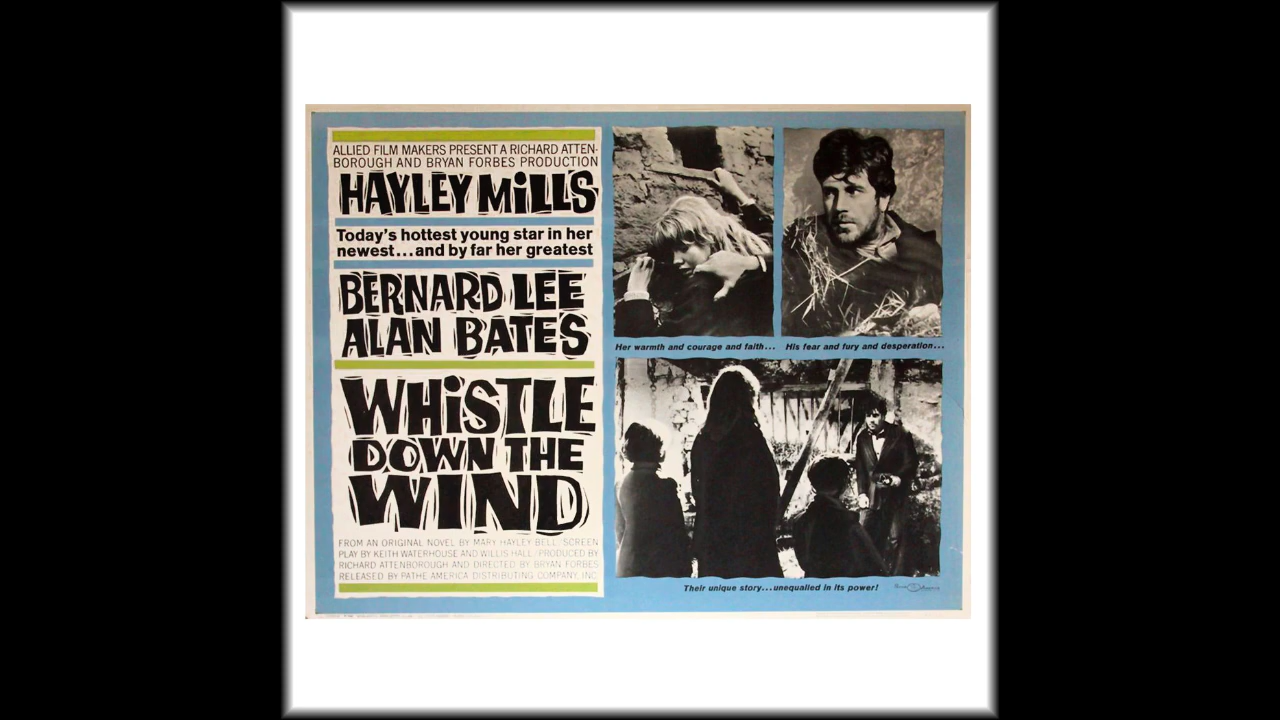 ALLIED FILM MAKERS PRESENT A RICHARD ATTEN-
BOROUGH AND BRYAN FORBES PRODUCTION
HAYLEY MiLLS
Today's hottest young star in her
newest...and by far her greatest
BERNARD LEE
ALAN BATES
WHiSTLE
DOWN THE
WIND
FROM AN ORIGINAL NOVEL BY MARY HAYLEY BELL/SCREEN
PLAY BY KEITH WATERHOUSE AND WILLIS HALL/PRODUCED BY
RICHARD ATTENBOROUGH AND DIRECTED BY BRYAN FORBES
RELEASED BY PATHE-AMERICA DISTRIBUTING COMPANY, INC.
Her warmth and courage and faith...
His fear and fury and desperation...
Their unique story...unequalled in its power!